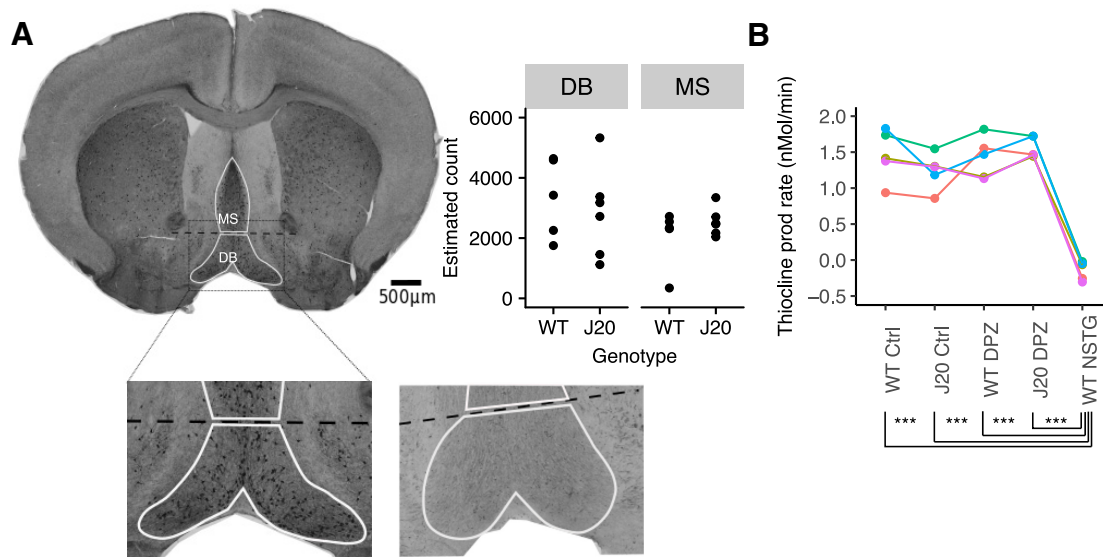 A
B
MS
DB
500μm
DB
MS
Estimated count
6000
4000
2000
0
WT
J20
WT
J20
Genotype
Thiocline prod rate (nMol/min)
2.0
1.5
1.0
0.0
−0.5
WT Ctrl
J20 Ctrl
WT DPZ
J20 DPZ
WT NSTG
*** *** *** ***